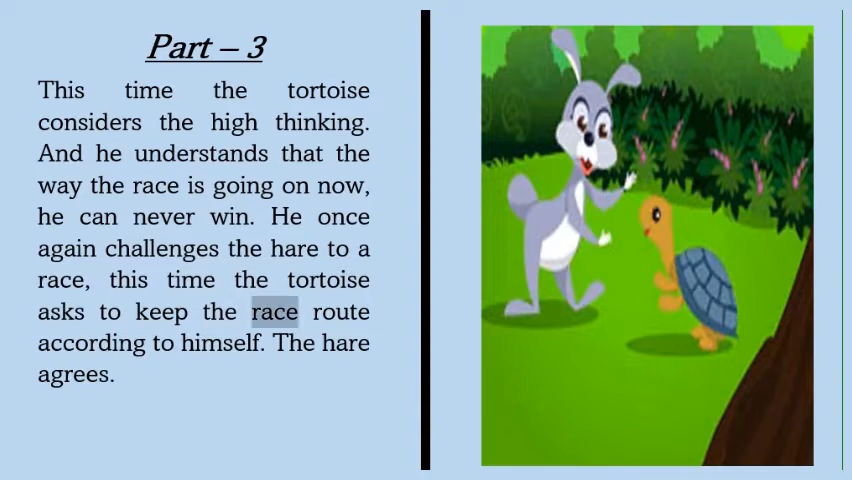 Part – 3
This time the tortoise
considers the high thinking.
And he understands that the
way the race is going on now,
he can never win. He once
again challenges the hare to a
race, this time the tortoise
asks to keep the race route
according to himself. The hare
agrees.